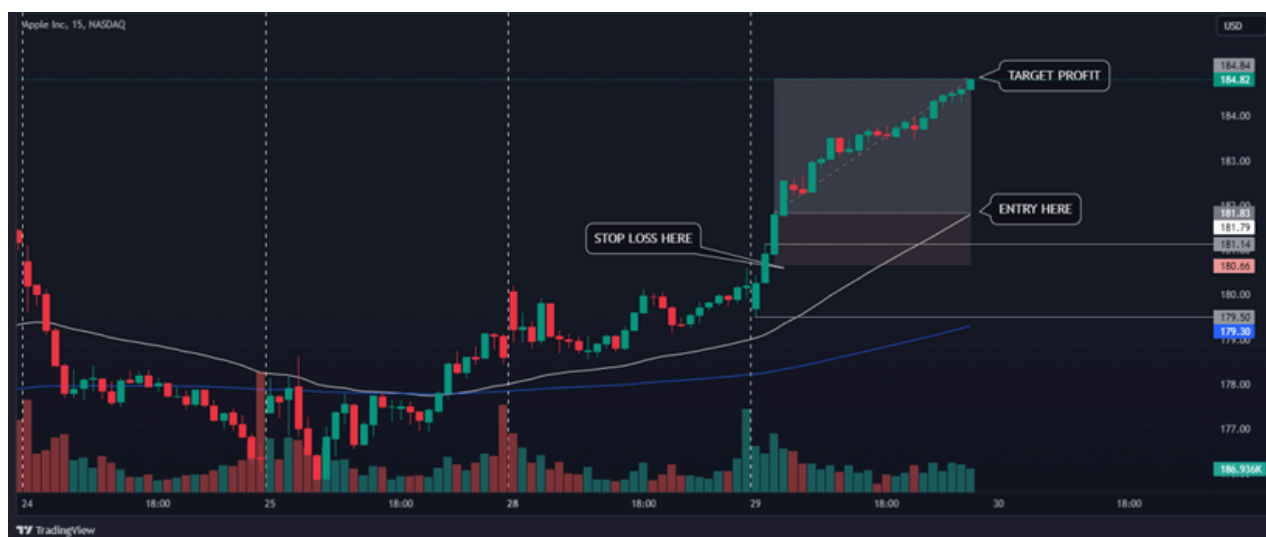 Apple Inc, 15, NASDAQ
USD
184.84
TARGET PROFIT
184.82
184.00
183.00
ENTRY HERE
181.83
181.79
STOP LOSS HERE
181.14
180.66
180.00
179.50
179.30
179.00
178.00
177.00
186.936K
24 18:00 25 18:00 28 18:00 29 18:00 30 18:00
TradingView